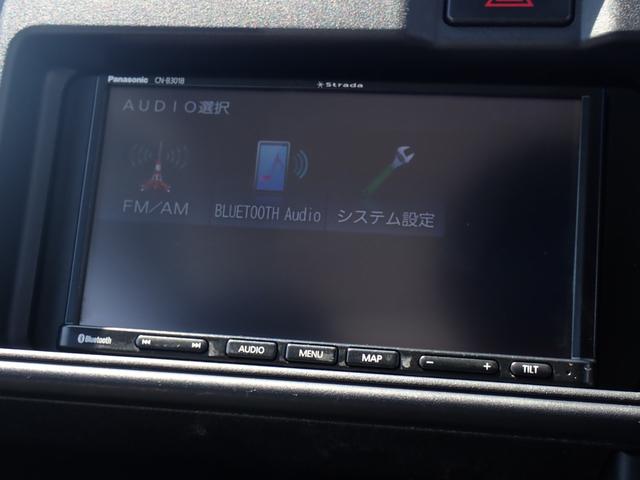 Panasonic CN-B301B
Strada
AUDIO選択
FM/AM
BLUETOOTH Audio
システム設定
Bluetooth
AUDIO
MENU
MAP
− +
TILT